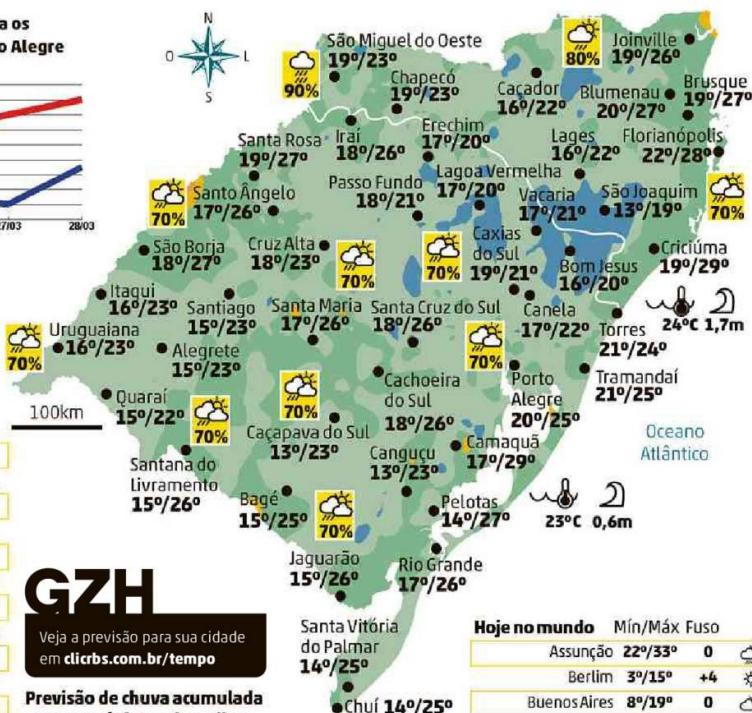 a os
o Alegre
27/03
28/03
N
O
L
S
90%
São Miguel do Oeste
19º/23º
Chapecó
19º/23º
80%
Caçador
16º/22º
Joinville
19º/26º
Blumenau
20º/27º
Brusque
19º/27º
Santa Rosa
19º/27º
Iraí
18º/26º
Erechim
17º/20º
Lages
16º/22º
Florianópolis
22º/28º
70%
Santo Ângelo
17º/26º
Passo Fundo
18º/21º
Lagoa Vermelha
17º/20º
Vacaria
17º/21º
São Joaquim
13º/19º
70%
São Borja
18º/27º
Cruz Alta
18º/23º
70%
70%
Caxias
do Sul
19º/21º
Bom Jesus
16º/20º
Criciúma
19º/29º
Itaqui
16º/23º
Santiago
15º/23º
Santa Maria
17º/26º
Santa Cruz do Sul
18º/26º
Canela
17º/22º
24ºC 1,7m
Torres
21º/24º
70%
Uruguaiana
16º/23º
Alegrete
15º/23º
70%
Quaraí
15º/22º
100km
70%
70%
Cachoeira
do Sul
18º/26º
Porto
Alegre
20º/25º
Tramandaí
21º/25º
Caçapava do Sul
13º/23º
Oceano
Atlântico
Santana do
Livramento
15º/26º
Canguçu
13º/23º
Camaquã
17º/29º
Bagé
15º/25º
70%
Pelotas
14º/27º
23ºC 0,6m
Jaguarão
15º/26º
Rio Grande
17º/26º
GZH
Veja a previsão para sua cidade
em clicrbs.com.br/tempo
Santa Vitória
do Palmar
14º/25º
Chuí 14º/25º
Previsão de chuva acumulada
Hoje no mundo Mín/Máx Fuso
Assunção 22º/33º 0
Berlim 3º/15º +4
Buenos Aires 8º/19º 0